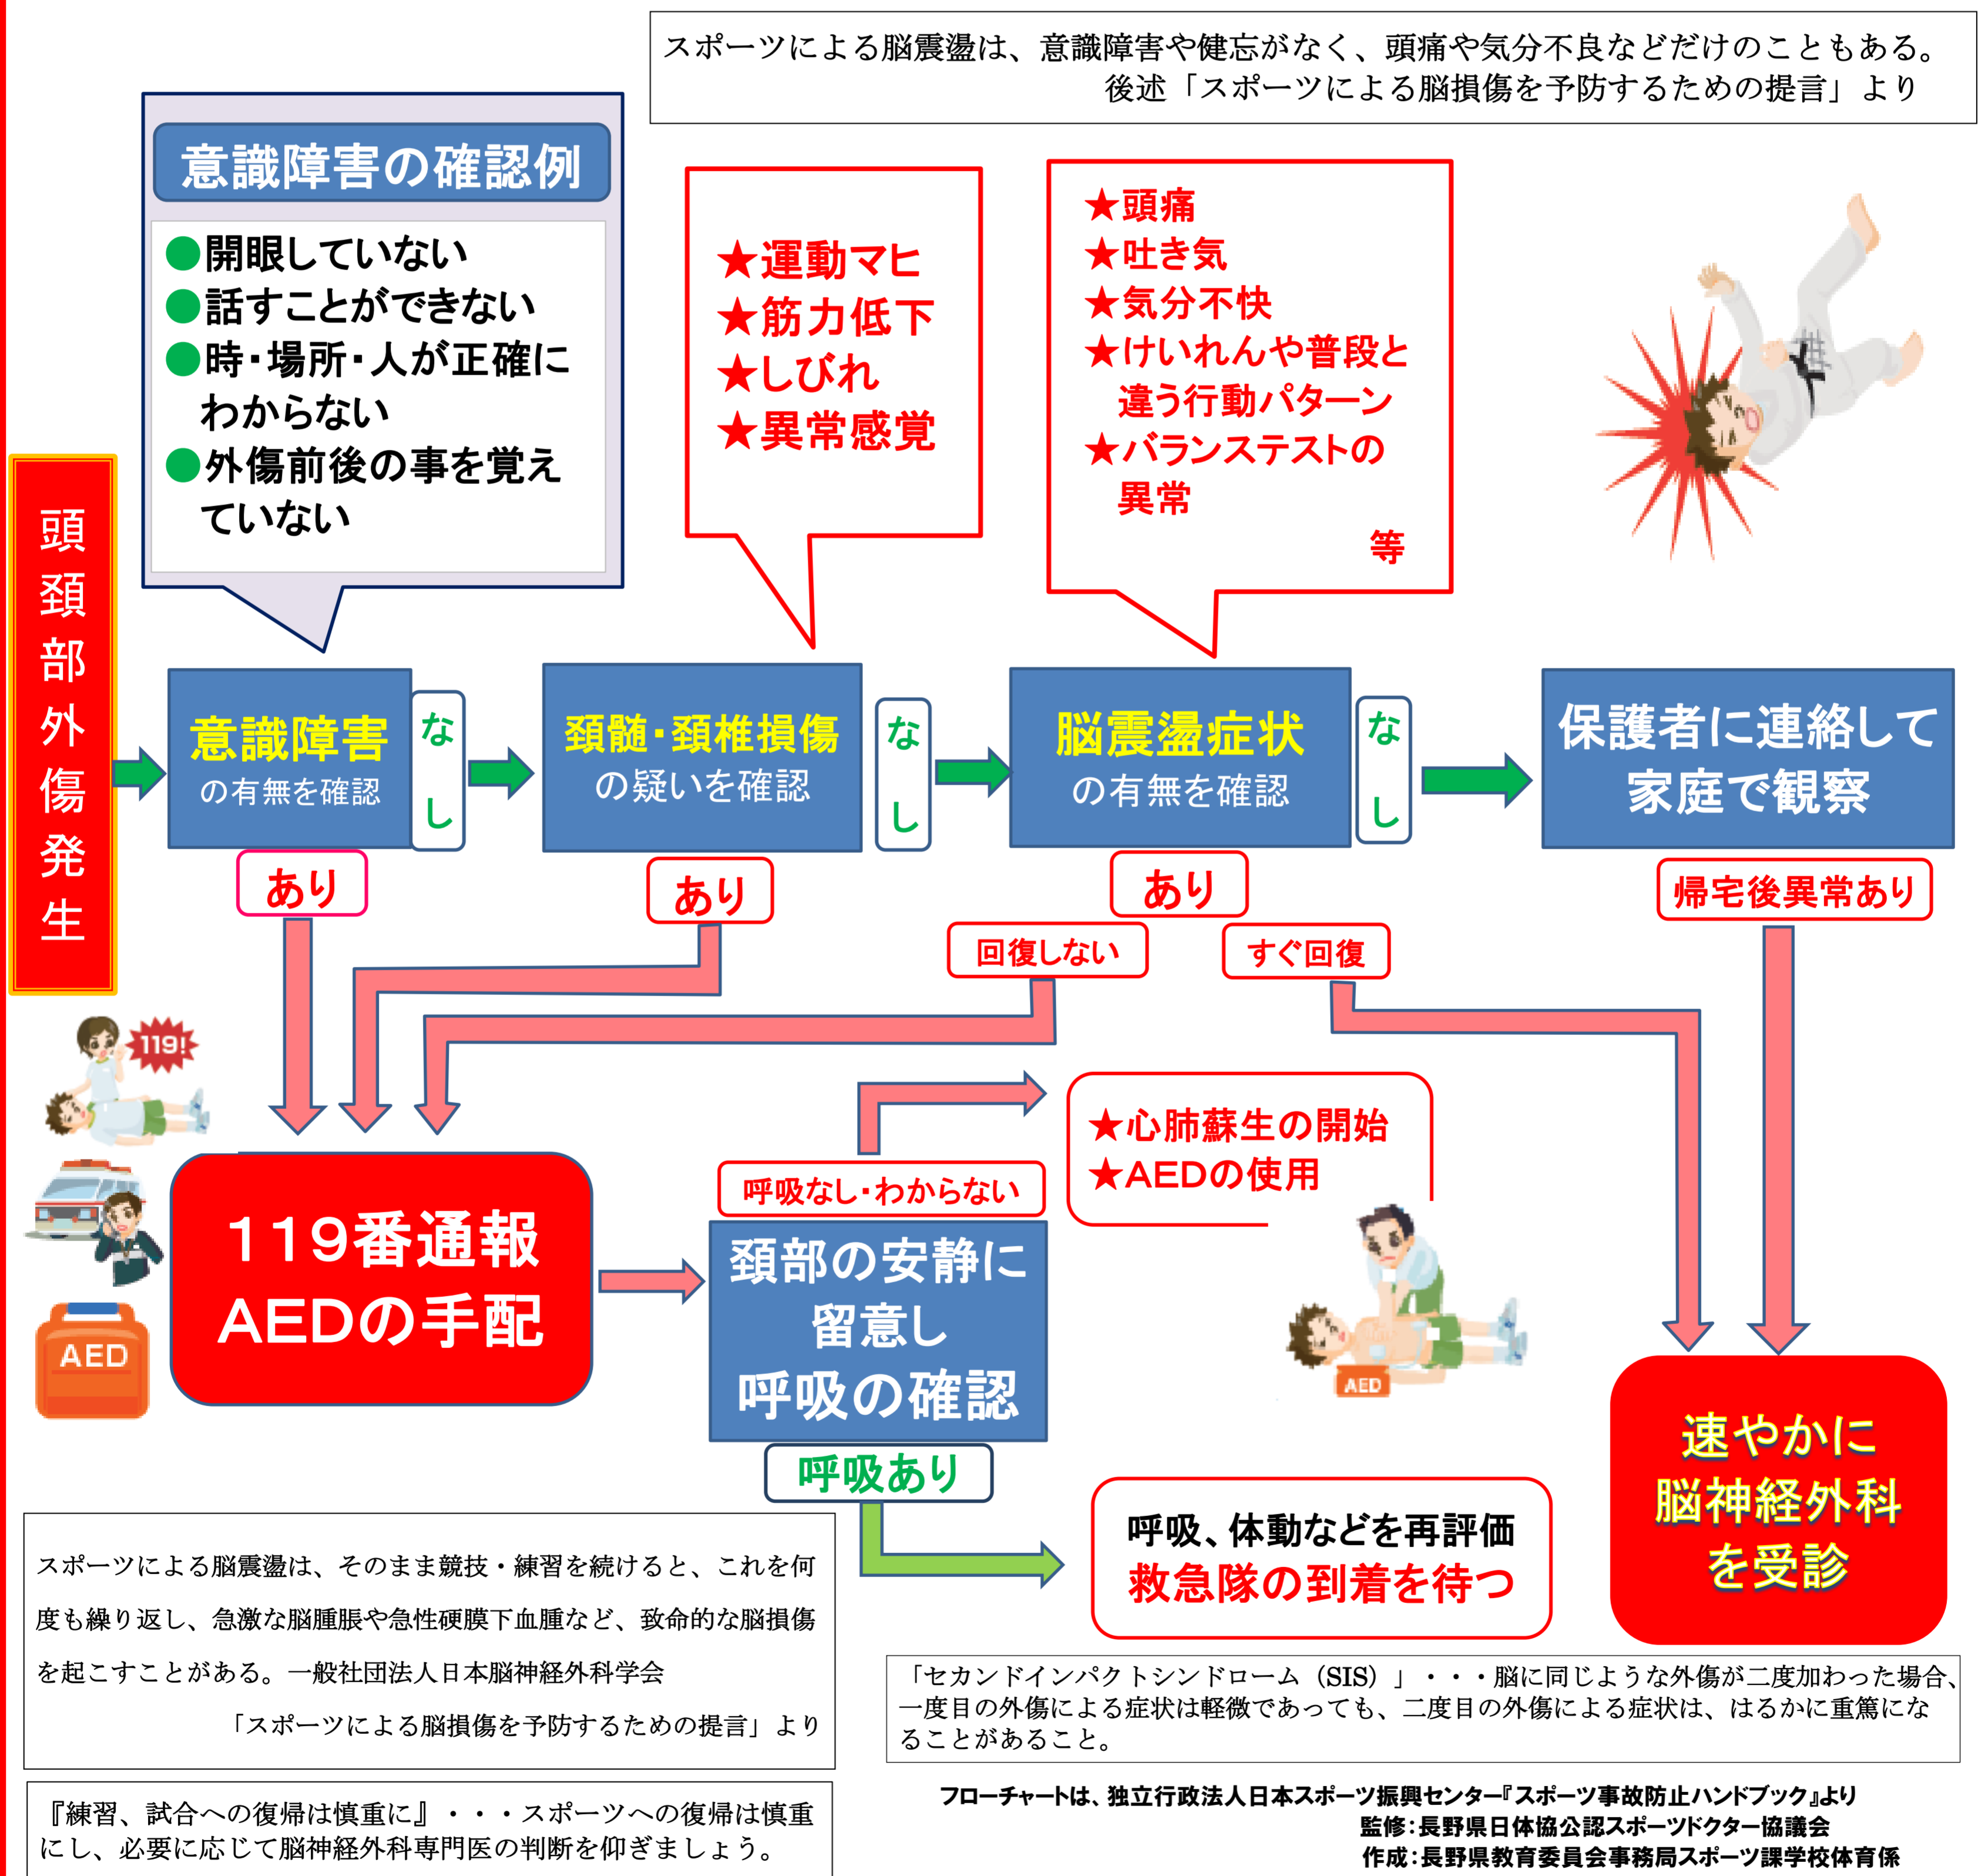 スポーツによる脳震盪は、意識障害や健忘がなく、頭痛や気分不良などだけのこともある。
後述「スポーツによる脳損傷を予防するための提言」より
意識障害の確認例
●開眼していない
●話すことができない
●時・場所・人が正確に
わからない
●外傷前後の事を覚え
ていない
★運動マヒ
★筋力低下
★しびれ
★異常感覚
★頭痛
★吐き気
★気分不快
★けいれんや普段と
違う行動パターン
★バランステストの
異常
等
頭頚部外傷発生
意識障害
の有無を確認
なし
あり
頚髄・頚椎損傷
の疑いを確認
なし
あり
脳震盪症状
の有無を確認
なし
あり
回復しない
すぐ回復
保護者に連絡して
家庭で観察
帰宅後異常あり
119!
119番通報
AEDの手配
AED
呼吸なし・わからない
頚部の安静に
留意し
呼吸の確認
呼吸あり
★心肺蘇生の開始
★AEDの使用
AED
呼吸、体動などを再評価
救急隊の到着を待つ
速やかに
脳神経外科
を受診
スポーツによる脳震盪は、そのまま競技・練習を続けると、これを何
度も繰り返し、急激な脳腫脹や急性硬膜下血腫など、致命的な脳損傷
を起こすことがある。一般社団法人日本脳神経外科学会
「スポーツによる脳損傷を予防するための提言」より
「セカンドインパクトシンドローム（SIS）」・・・脳に同じような外傷が二度加わった場合、
一度目の外傷による症状は軽微であっても、二度目の外傷による症状は、はるかに重篤にな
ることがあること。
『練習、試合への復帰は慎重に』・・・スポーツへの復帰は慎重
にし、必要に応じて脳神経外科専門医の判断を仰ぎましょう。
フローチャートは、独立行政法人日本スポーツ振興センター『スポーツ事故防止ハンドブック』より
監修：長野県日体協公認スポーツドクター協議会
作成：長野県教育委員会事務局スポーツ課学校体育係